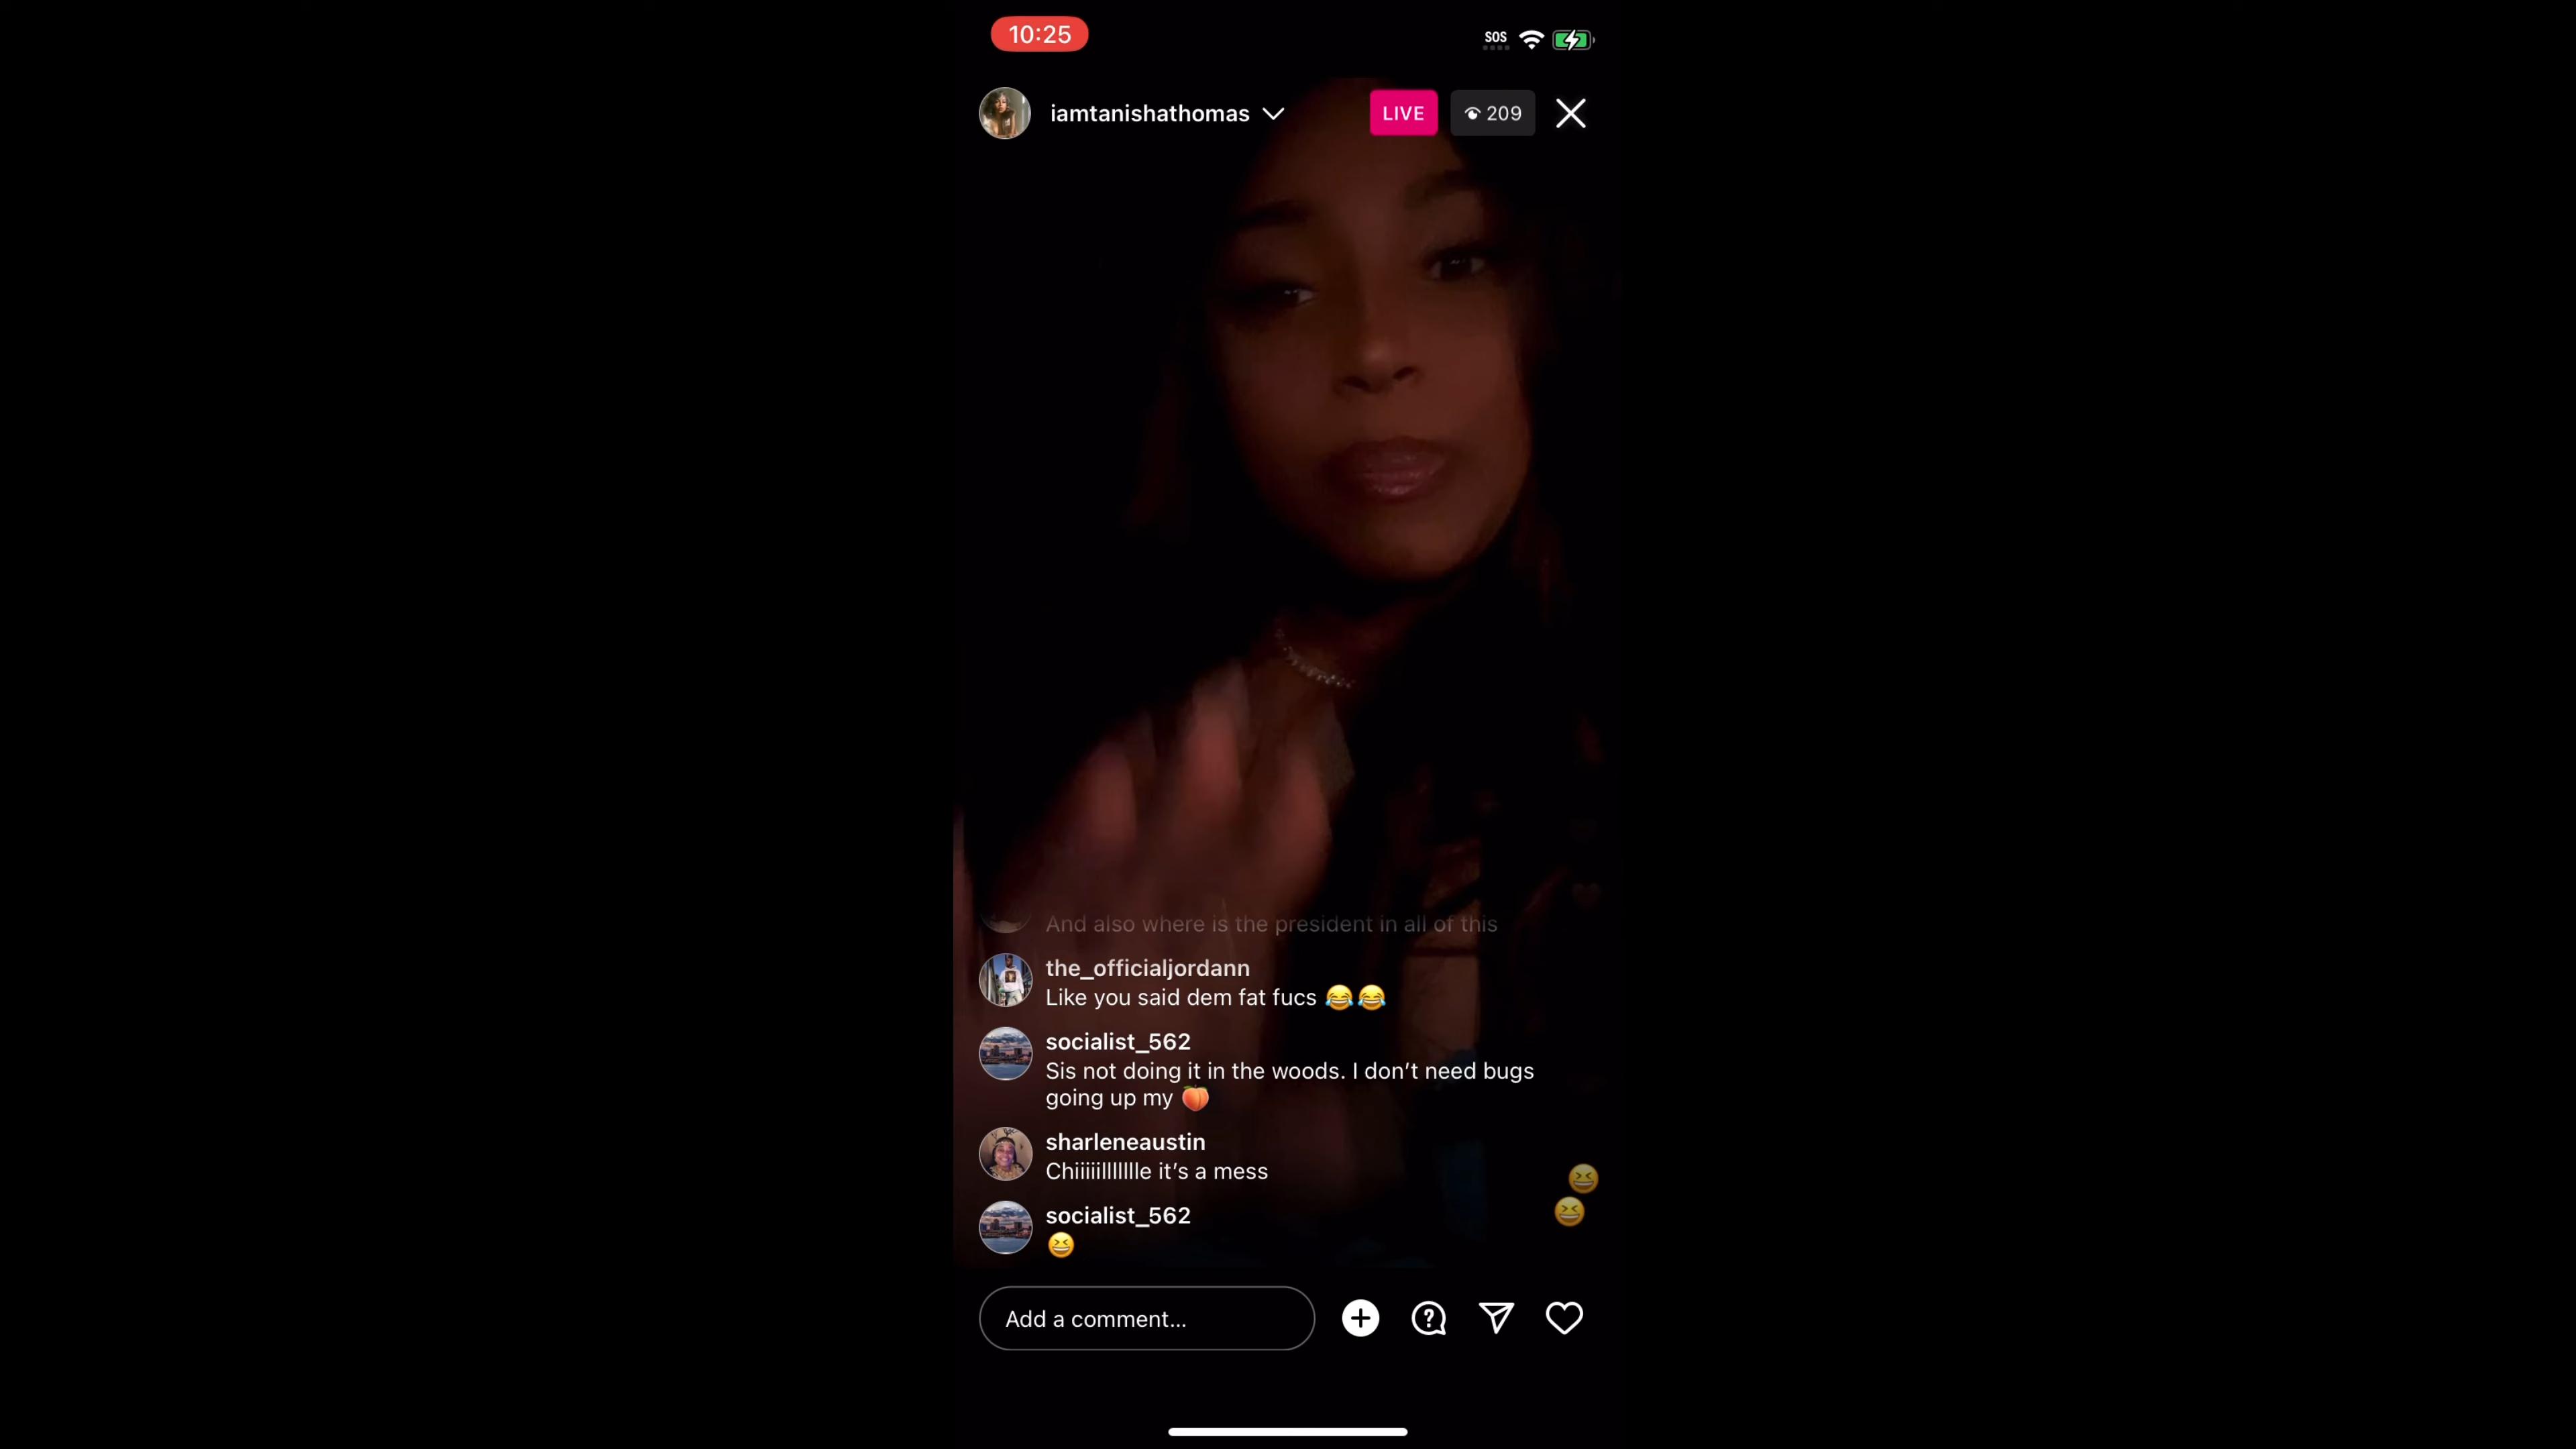 10:25
SOS
iamtanishathomas
LIVE
209
And also where is the president in all of this
the_officialjordann
Like you said dem fat fucs 😂😂
socialist_562
Sis not doing it in the woods. I don’t need bugs
going up my 🍑
sharleneaustin
Chiiiiillllllle it’s a mess
socialist_562
😆
Add a comment...